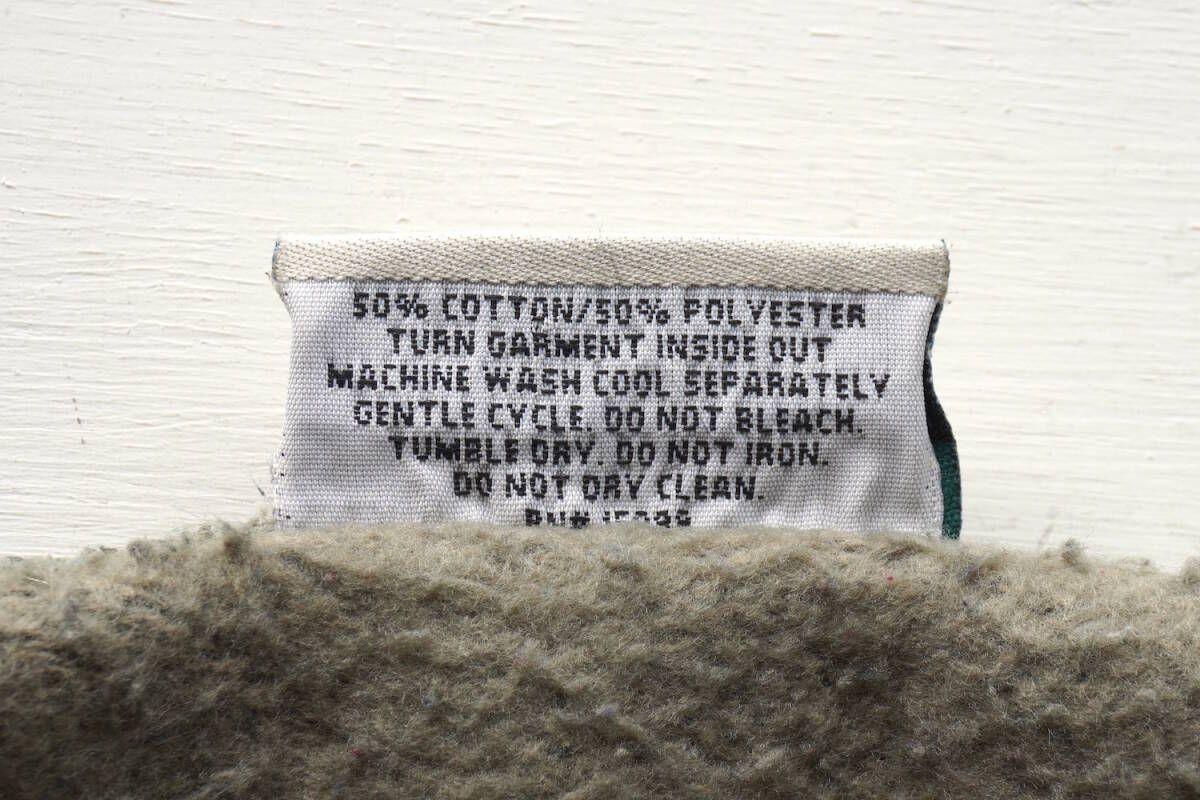 50% COTTON/50% POLYESTER
TURN GARMENT INSIDE OUT
MACHINE WASH COOL SEPARATELY
GENTLE CYCLE. DO NOT BLEACH.
TUMBLE DRY. DO NOT IRON.
DO NOT DRY CLEAN.
RN#